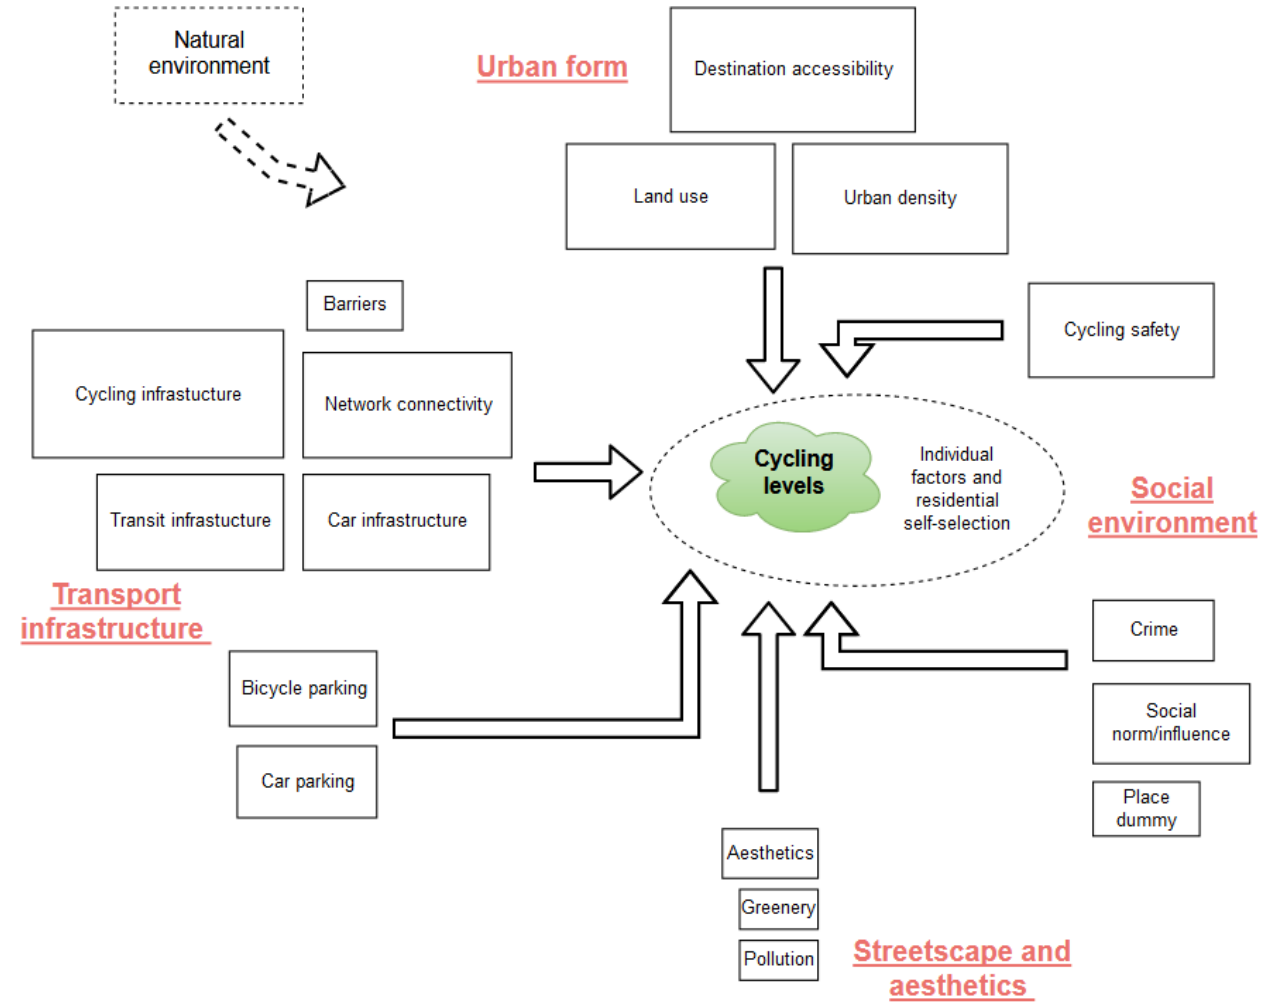 Natural
environment
Urban form
Destination accessibility
Land use
Urban density
Barriers
Cycling safety
Cycling infrastucture
Network connectivity
Cycling
levels
Individual
factors and
residential
self-selection
Social
environment
Transit infrastucture
Car infrastructure
Transport
infrastructure
Crime
Bicycle parking
Social
norm/influence
Car parking
Place
dummy
Aesthetics
Greenery
Pollution
Streetscape and
aesthetics